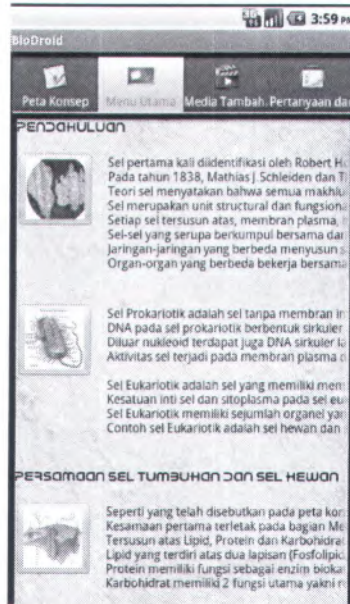 3:59 PM
BioDroid
Peta Konsep Menu Utama Media Tambah. Pertanyaan dan
PENDAHULUAN
Sel pertama kali diidentifikasi oleh Robert H
Pada tahun 1838, Mathias J.Schleiden dan T
Teori sel menyatakan bahwa semua makhlu
Sel merupakan unit structural dan fungsiona
Setiap sel tersusun atas, membran plasma,
Sel-sel yang serupa berkumpul bersama dan
Jaringan-jaringan yang berbeda menyusun
Organ-organ yang berbeda bekerja bersama
Sel Prokariotik adalah sel tanpa membran in
DNA pada sel prokariotik berbentuk sirkuler
Diluar nukleoid terdapat juga DNA sirkuler la
Aktivitas sel terjadi pada membran plasma
Sel Eukariotik adalah sel yang memiliki mem
Kesatuan inti sel dan sitoplasma pada sel eu
Sel Eukariotik memiliki sejumlah organel yan
Contoh sel Eukariotik adalah sel hewan dan
PERSAMAAN SEL TUMBUHAN DAN SEL HEWAN
Seperti yang telah disebutkan pada peta kon
Kesamaan pertama terletak pada bagian Me
Tersusun atas Lipid, Protein dan Karbohidra
Lipid yang terdiri atas dua lapisan (Fosfolipid
Protein memiliki fungsi sebagai enzim bioka
Karbohidrat memiliki 2 fungsi utama yakni